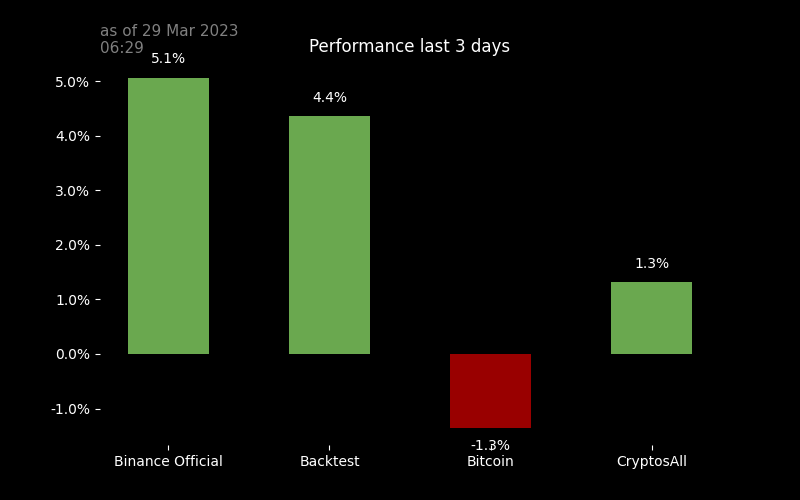 as of 29 Mar 2023
06:29
Performance last 3 days
5.1%
4.4%
-1.3%
1.3%
5.0%
4.0%
3.0%
2.0%
1.0%
0.0%
-1.0%
Binance Official
Backtest
Bitcoin
CryptosAll